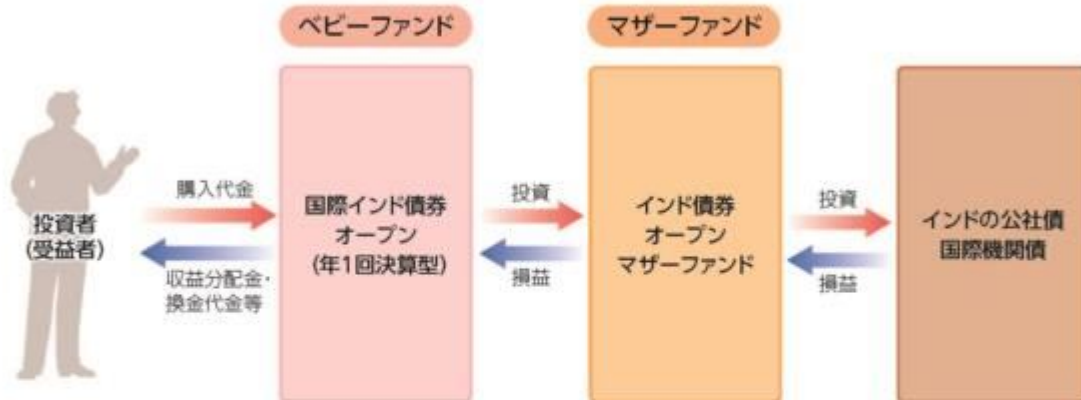 ベビーファンド
マザーファンド
投資者
(受益者)
購入代金
収益分配金・
換金代金等
国際インド債券
オープン
(年1回決算型)
投資
損益
インド債券
オープン
マザーファンド
投資
損益
インドの公社債
国際機関債